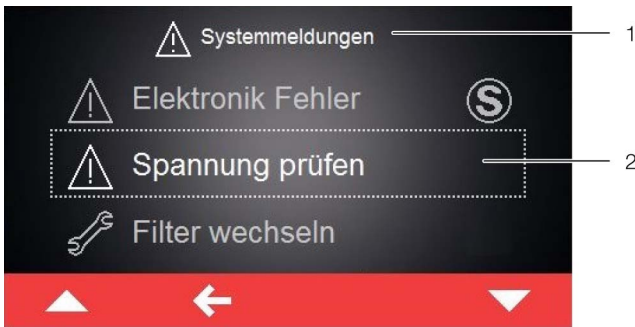 Systemmeldungen 1
Elektronik Fehler S
Spannung prüfen 2
Filter wechseln